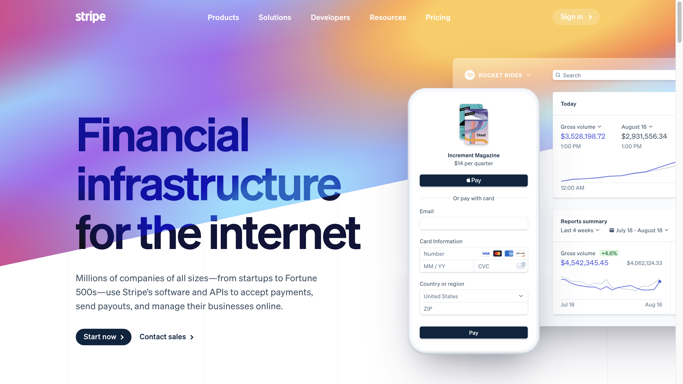 stripe
Products
Solutions
Developers
Resources
Pricing
Sign in
Financial
infrastructure
for the internet
Millions of companies of all sizes—from startups to Fortune
500s—use Stripe's software and APIs to accept payments,
send payouts, and manage their businesses online.
Start now
Contact sales
Increment Magazine
$14 per quarter
Pay
Or pay with card
Email
Card Information
Number
VISA
MM / YY
CVC
Country or region
United States
ZIP
Pay
ROCKET RIDES
Search
Today
Gross volume
August 18
$3,528,198.72
$2,931,556.34
1:00 PM
1:00 PM
12:00 AM
Reports summary
Last 4 weeks
July 18 - August 18
Gross volume
+4.6%
$4,542,345.45
$4,062,124.33
Jul 18
Aug 18